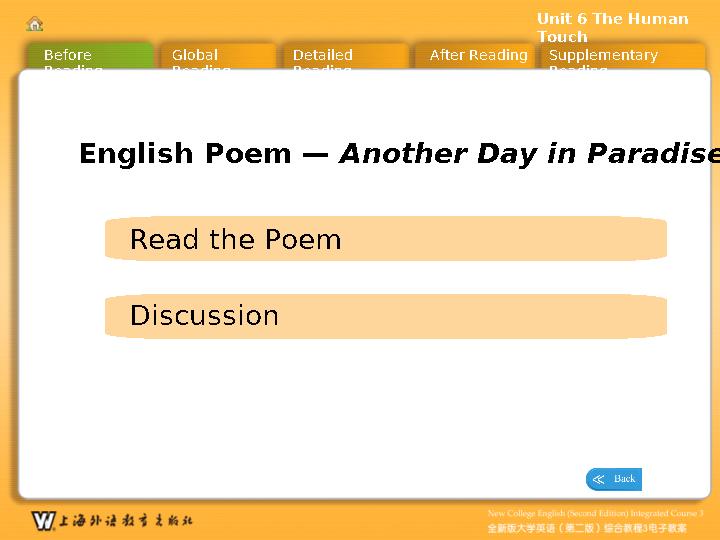 Unit 6 The Human
Touch
Before
Reading
Global
Reading
Detailed
Reading
After Reading
Supplementary
Reading
English Poem — Another Day in Paradise
Read the Poem
Discussion
≪ Back
W 上海外语教育出版社
New College English (Second Edition) Integrated Course 3
全新版大学英语（第二版）综合教程3电子教案